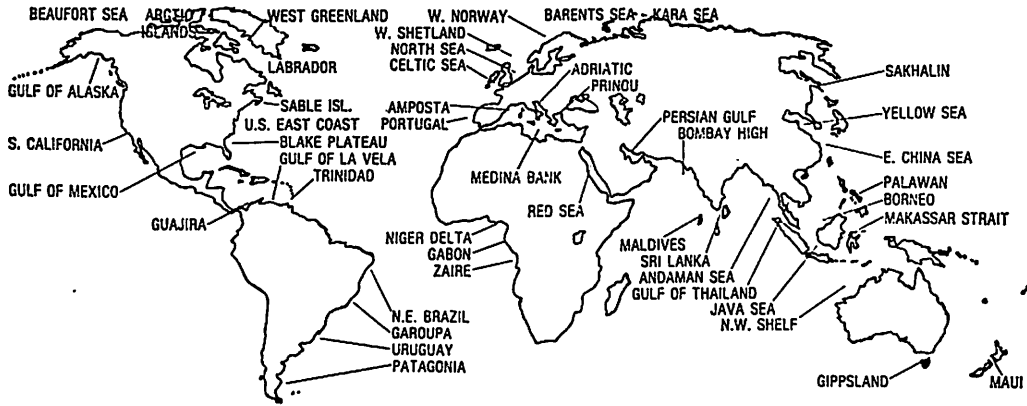 BEAUFORT SEA
ARCTIC
ISLANDS
WEST GREENLAND
LABRADOR
GULF OF ALASKA
SABLE ISL.
U.S. EAST COAST
S. CALIFORNIA
BLAKE PLATEAU
GULF OF LA VELA
TRINIDAD
GULF OF MEXICO
GUAJIRA
N.E. BRAZIL
GAROUPA
URUGUAY
PATAGONIA
W. NORWAY
BARENTS SEA
KARA SEA
W. SHETLAND
NORTH SEA
CELTIC SEA
ADRIATIC
PRINOU
AMPOSTA
PORTUGAL
MEDINA BANK
RED SEA
NIGER DELTA
GABON
ZAIRE
PERSIAN GULF
BOMBAY HIGH
SAKHALIN
YELLOW SEA
E. CHINA SEA
PALAWAN
BORNEO
MAKASSAR STRAIT
MALDIVES
SRI LANKA
ANDAMAN SEA
GULF OF THAILAND
JAVA SEA
N.W. SHELF
GIPPSLAND
MAUI